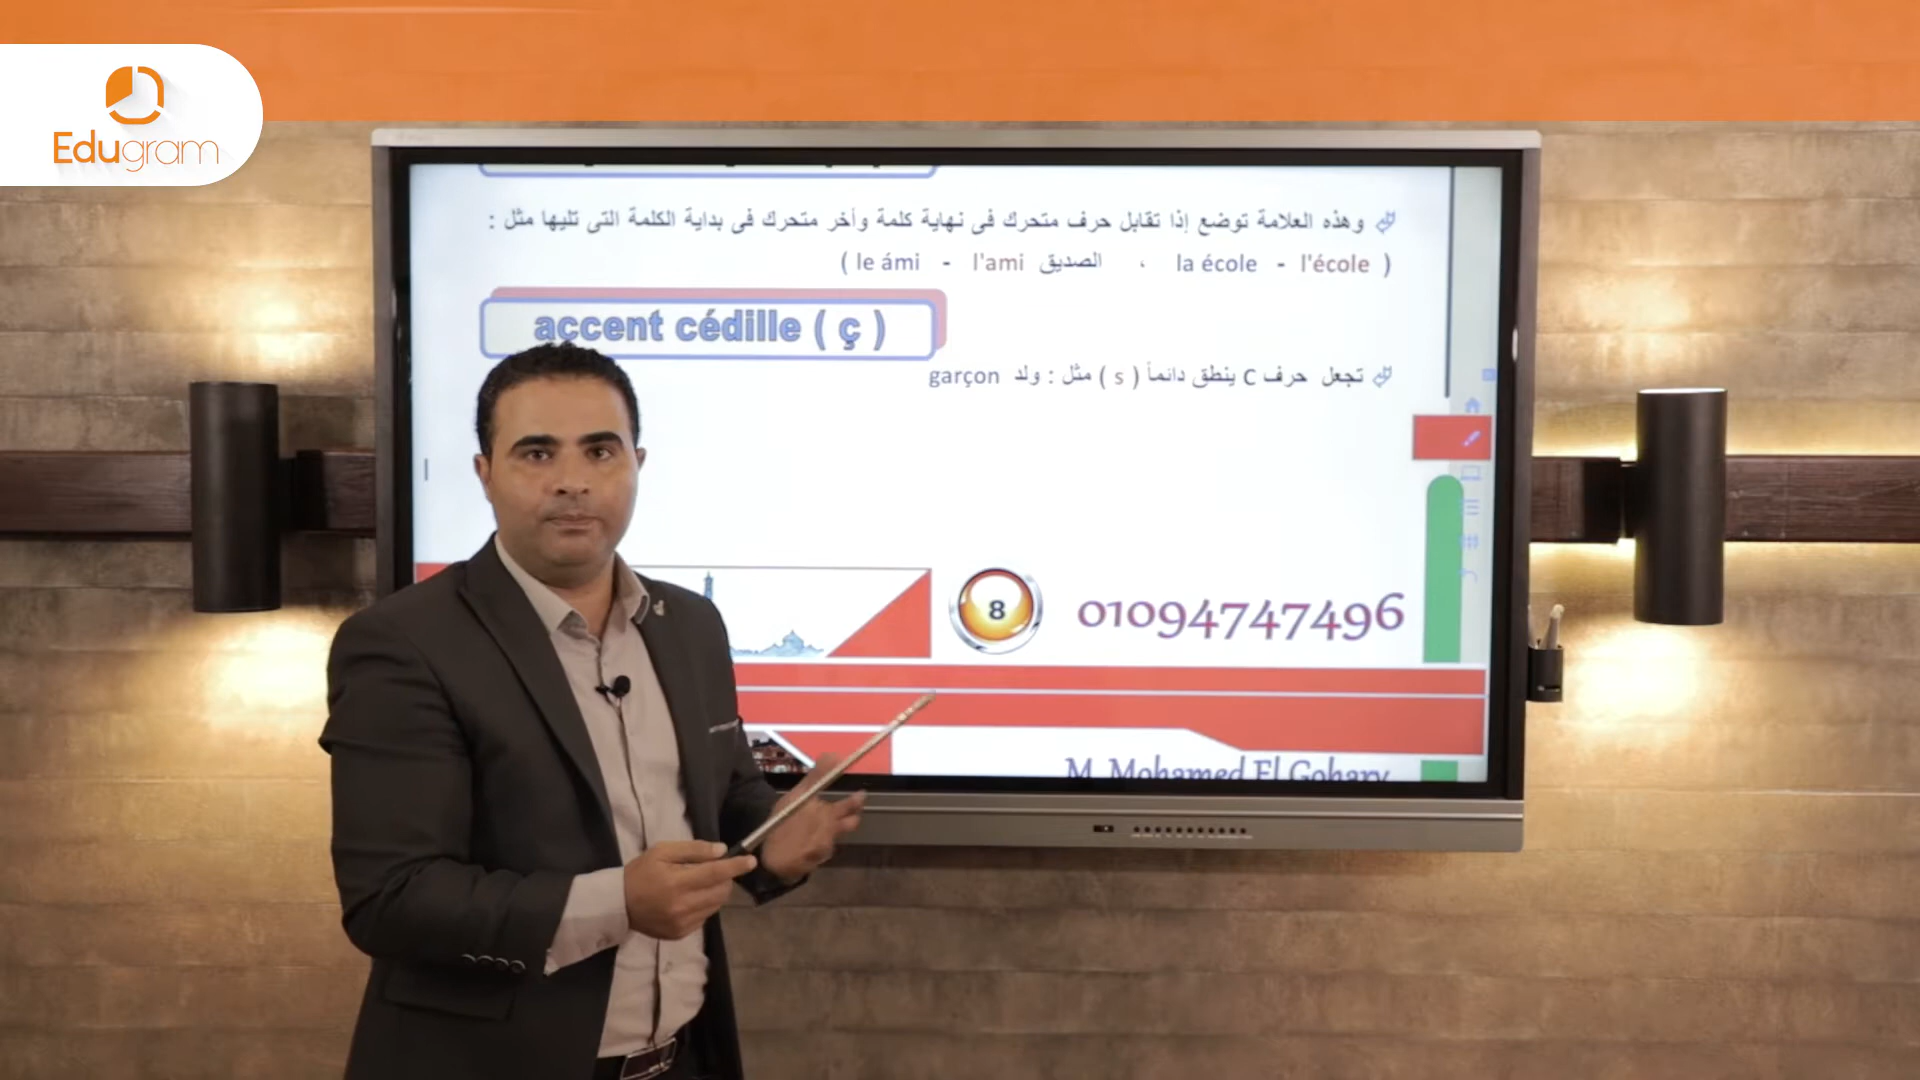 Edugram
وهذه العلامة توضع إذا تقابل حرف متحرك فى نهاية كلمة وأخر متحرك فى بداية الكلمة التى تليها مثل :
( le ámi - l'ami الصديق ، la école - l'école )
accent cédille ( ç )
تجعل حرف C ينطق دائماً ( s ) مثل : ولد garçon
8
01094747496
M. Mohamed El Gohary